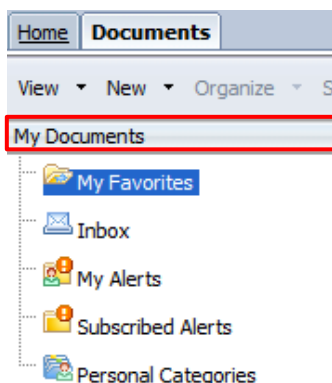 Home Documents
View New Organize S
My Documents
My Favorites
Inbox
My Alerts
Subscribed Alerts
Personal Categories